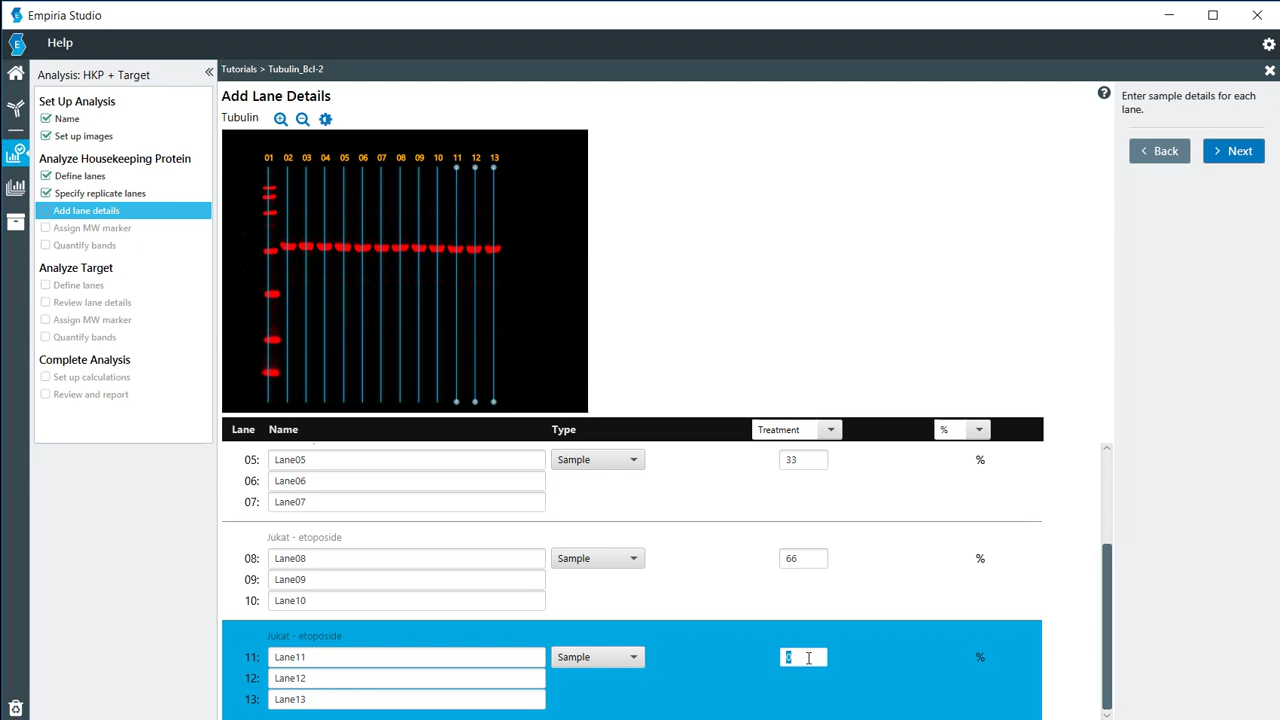 Empiria Studio
E Help
Analysis: HKP + Target
Set Up Analysis
Name
Set up images
Analyze Housekeeping Protein
Define lanes
Specify replicate lanes
Add lane details
Assign MW marker
Quantify bands
Analyze Target
Define lanes
Review lane details
Assign MW marker
Quantify bands
Complete Analysis
Set up calculations
Review and report
Tutorials > Tubulin_Bcl-2
Add Lane Details
Tubulin
01 02 03 04 05 06 07 08 09 10 11 12 13
Lane Name Type Treatment %
05: Lane05 Sample 33 %
06: Lane06
07: Lane07
Jukat - etoposide
08: Lane08 Sample 66 %
09: Lane09
10: Lane10
Jukat - etoposide
11: Lane11 Sample 0 %
12: Lane12
13: Lane13
Enter sample details for each
lane.
< Back > Next